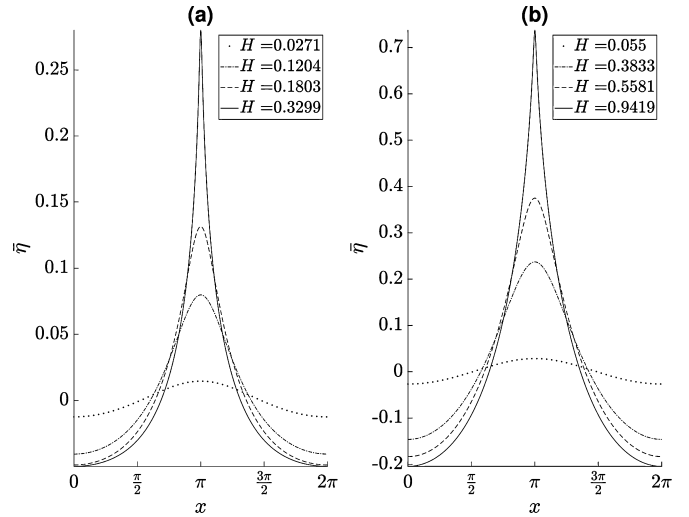 (a)
H =0.0271
H =0.1204
H =0.1803
H =0.3299
0.25
0.2
0.15
0.1
0.05
0
η̄
0 π/2 π 3π/2 2π
x
(b)
H =0.055
H =0.3833
H =0.5581
H =0.9419
0.7
0.6
0.5
0.4
0.3
0.2
0.1
0
-0.1
-0.2
η̄
0 π/2 π 3π/2 2π
x